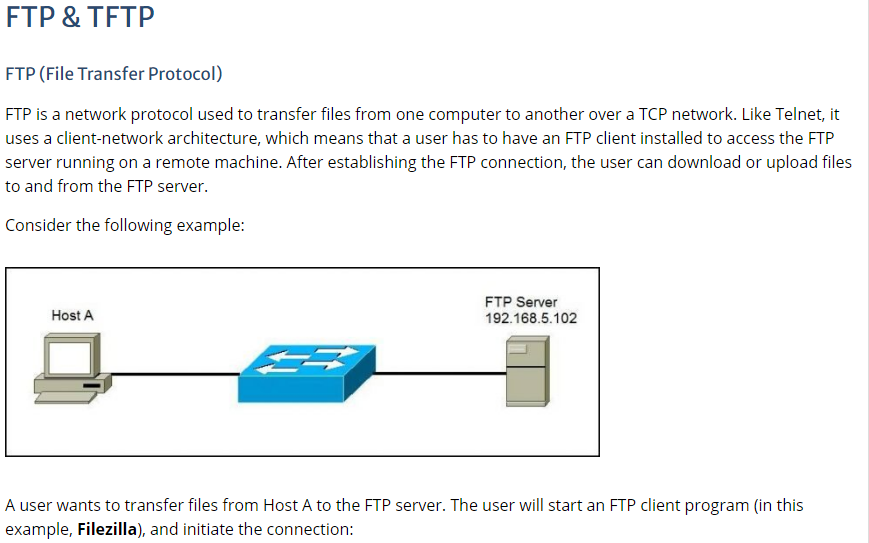 FTP & TFTP
FTP (File Transfer Protocol)
FTP is a network protocol used to transfer files from one computer to another over a TCP network. Like Telnet, it
uses a client-network architecture, which means that a user has to have an FTP client installed to access the FTP
server running on a remote machine. After establishing the FTP connection, the user can download or upload files
to and from the FTP server.
Consider the following example:
Host A
FTP Server
192.168.5.102
A user wants to transfer files from Host A to the FTP server. The user will start an FTP client program (in this
example, Filezilla), and initiate the connection: